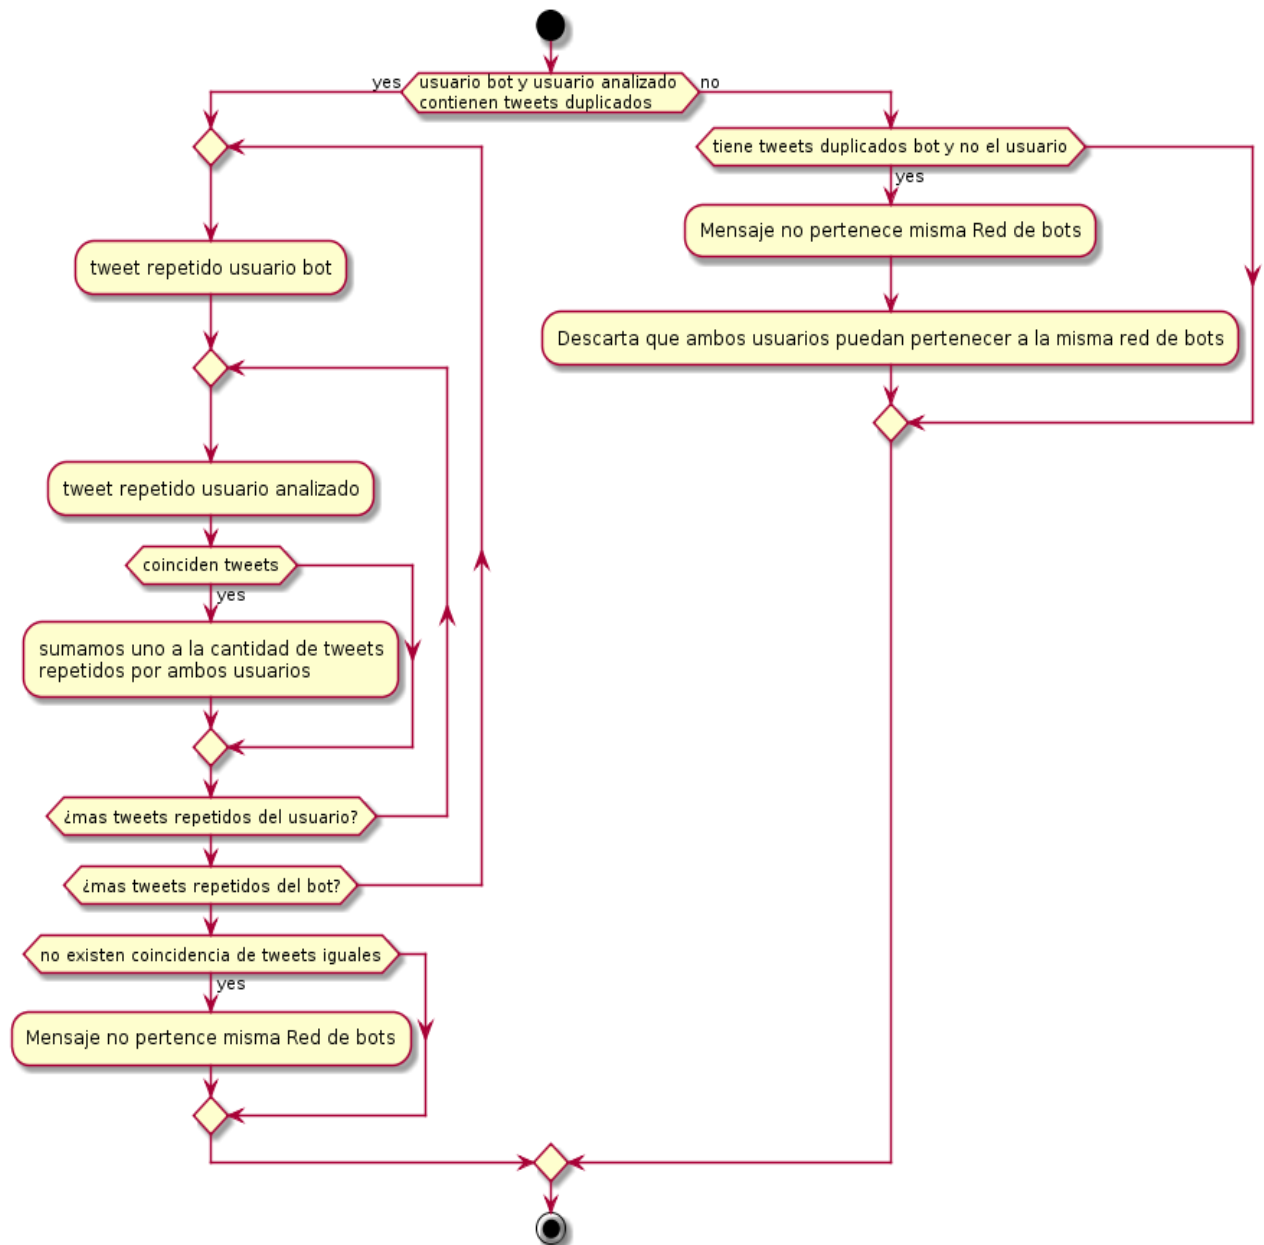 yes
usuario bot y usuario analizado
contienen tweets duplicados
no
tweet repetido usuario bot
tweet repetido usuario analizado
coinciden tweets
yes
sumamos uno a la cantidad de tweets
repetidos por ambos usuarios
¿mas tweets repetidos del usuario?
¿mas tweets repetidos del bot?
no existen coincidencia de tweets iguales
yes
Mensaje no pertence misma Red de bots
tiene tweets duplicados bot y no el usuario
yes
Mensaje no pertenece misma Red de bots
Descarta que ambos usuarios puedan pertenecer a la misma red de bots